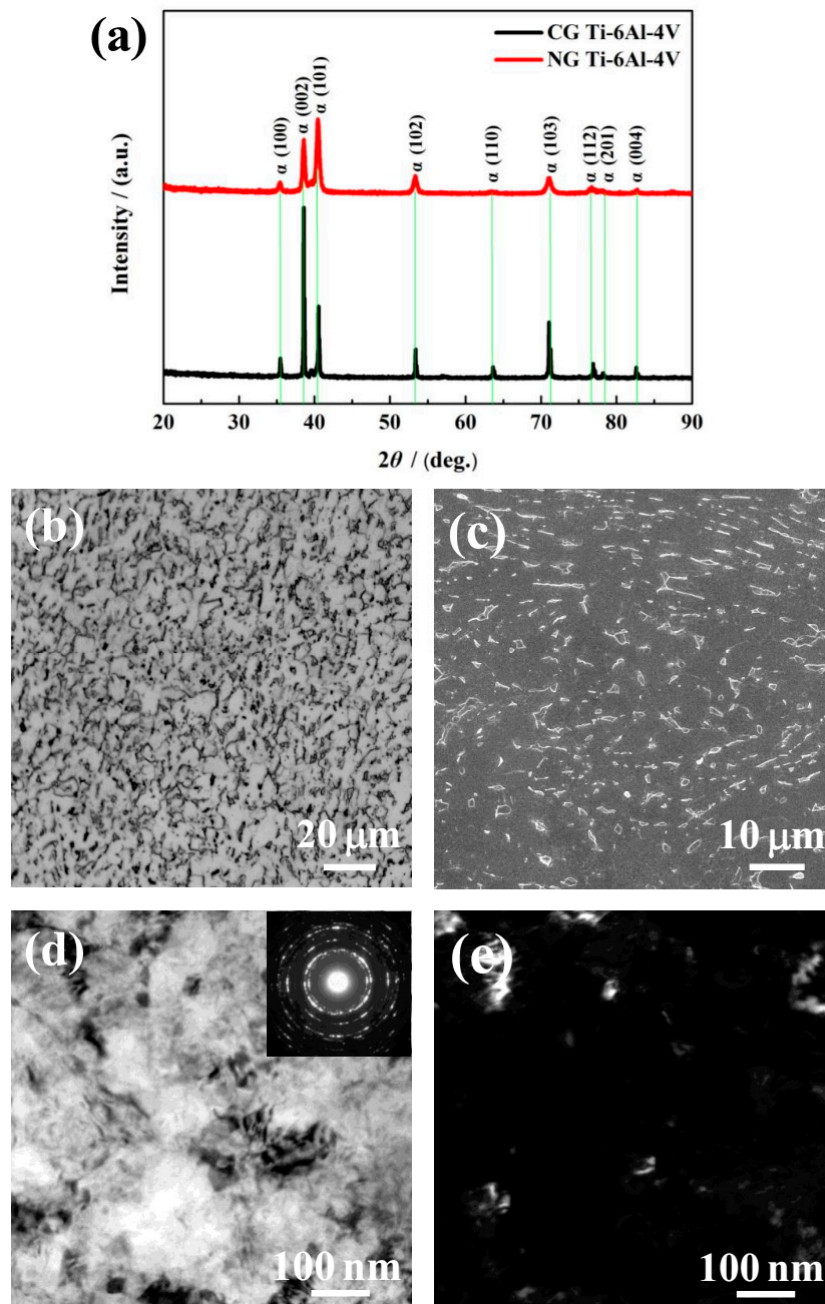 (a)
CG Ti-6Al-4V
NG Ti-6Al-4V
α (100)
α (002)
α (101)
α (102)
α (110)
α (103)
α (112)
α (201)
α (004)
Intensity / (a.u.)
20 30 40 50 60 70 80 90
2θ / (deg.)
(b)
20 μm
(c)
10 μm
(d)
100 nm
(e)
100 nm